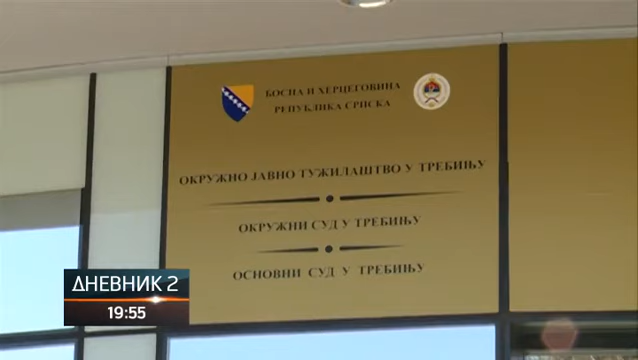 БОСНА И ХЕРЦЕГОВИНА
РЕПУБЛИКА СРПСКА
ОКРУЖНО ЈАВНО ТУЖИЛАШТВО У ТРЕБИЊУ
ОКРУЖНИ СУД У ТРЕБИЊУ
ОСНОВНИ СУД У ТРЕБИЊУ
ДНЕВНИК 2
19:55